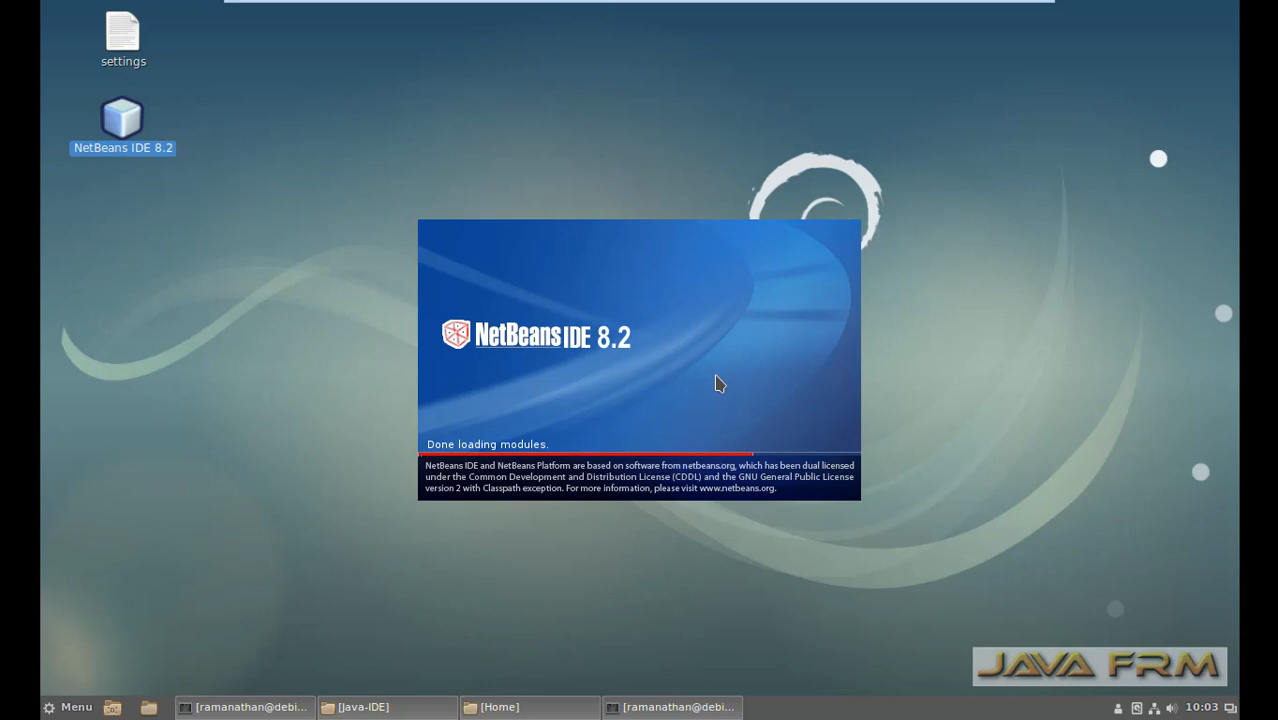 settings
NetBeans IDE 8.2
NetBeans IDE 8.2
Done loading modules.
NetBeans IDE and NetBeans Platform are based on software from netbeans.org, which has been dual licensed
under the Common Development and Distribution License (CDDL) and the GNU General Public License
version 2 with Classpath exception. For more information, please visit www.netbeans.org.
JAVA FRM
Menu
[ramanathan@debi...
[Java-IDE]
[Home]
[ramanathan@debi...
10:03